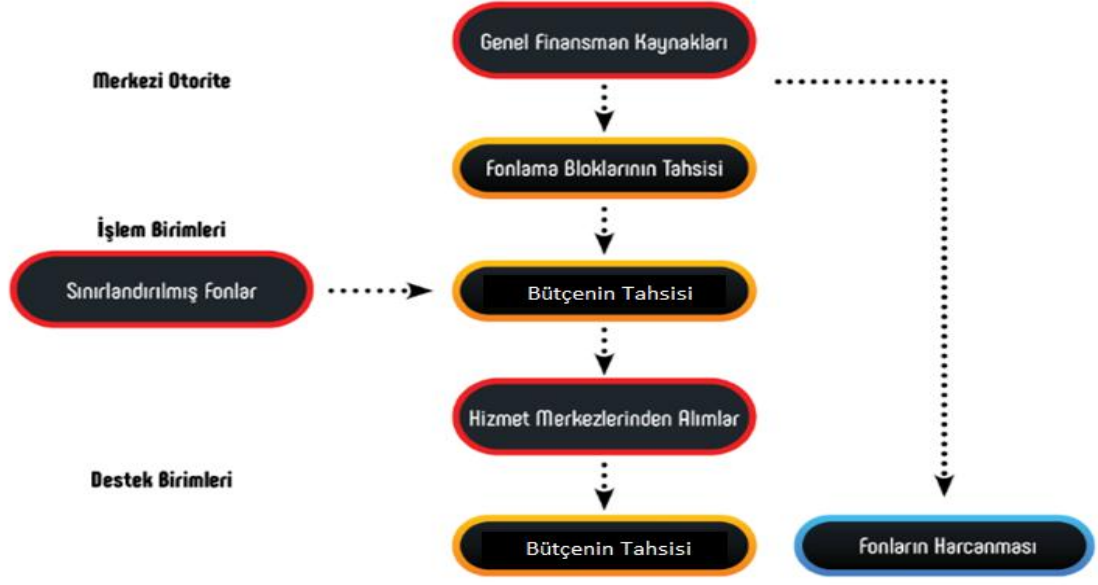 Genel Finansman Kaynakları
Merkezi Otorite
Fonlama Bloklarının Tahsisi
İşlem Birimleri
Sınırlandırılmış Fonlar
Bütçenin Tahsisi
Hizmet Merkezlerinden Alımlar
Destek Birimleri
Bütçenin Tahsisi
Fonların Harcanması